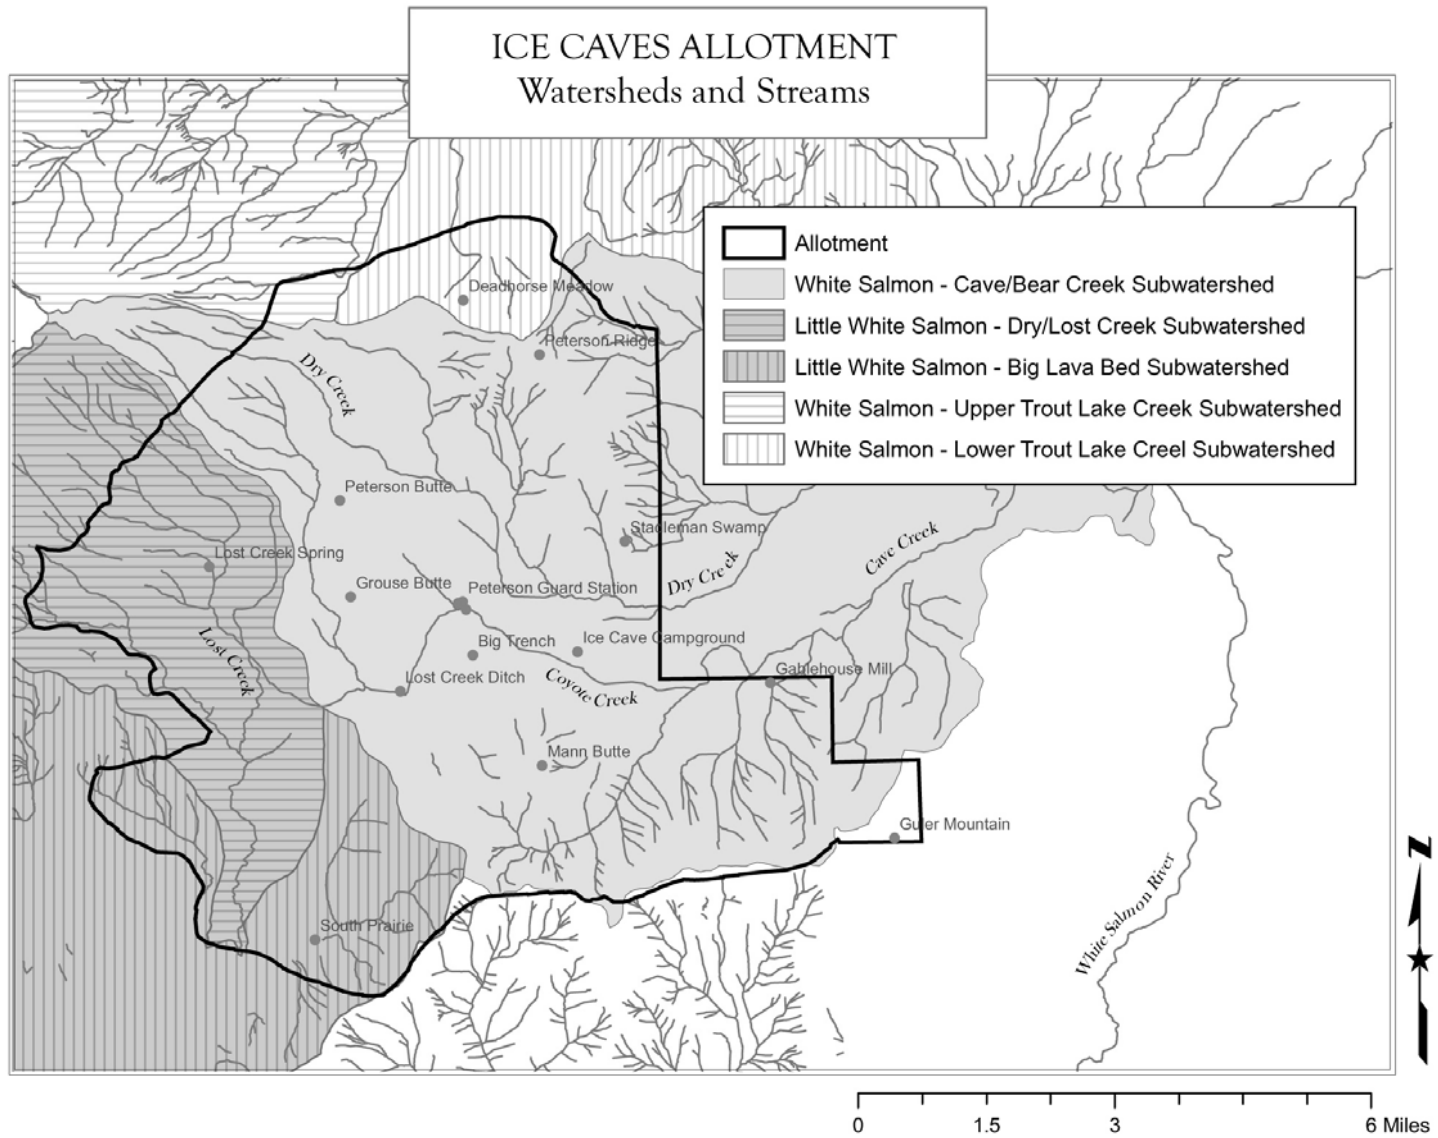 ICE CAVES ALLOTMENT
Watersheds and Streams
Allotment
White Salmon - Cave/Bear Creek Subwatershed
Little White Salmon - Dry/Lost Creek Subwatershed
Little White Salmon - Big Lava Bed Subwatershed
White Salmon - Upper Trout Lake Creek Subwatershed
White Salmon - Lower Trout Lake Creel Subwatershed
Deadhorse Meadow
Peterson Ridge
Dry Creek
Peterson Butte
Stadleman Swamp
Cave Creek
Lost Creek Spring
Dry Creek
Grouse Butte
Peterson Guard Station
Big Trench
Ice Cave Campground
Lost Creek
Lost Creek Ditch
Coyote Creek
Gablehouse Mill
Mann Butte
Guler Mountain
White Salmon River
South Prairie
N
0 1.5 3 6 Miles